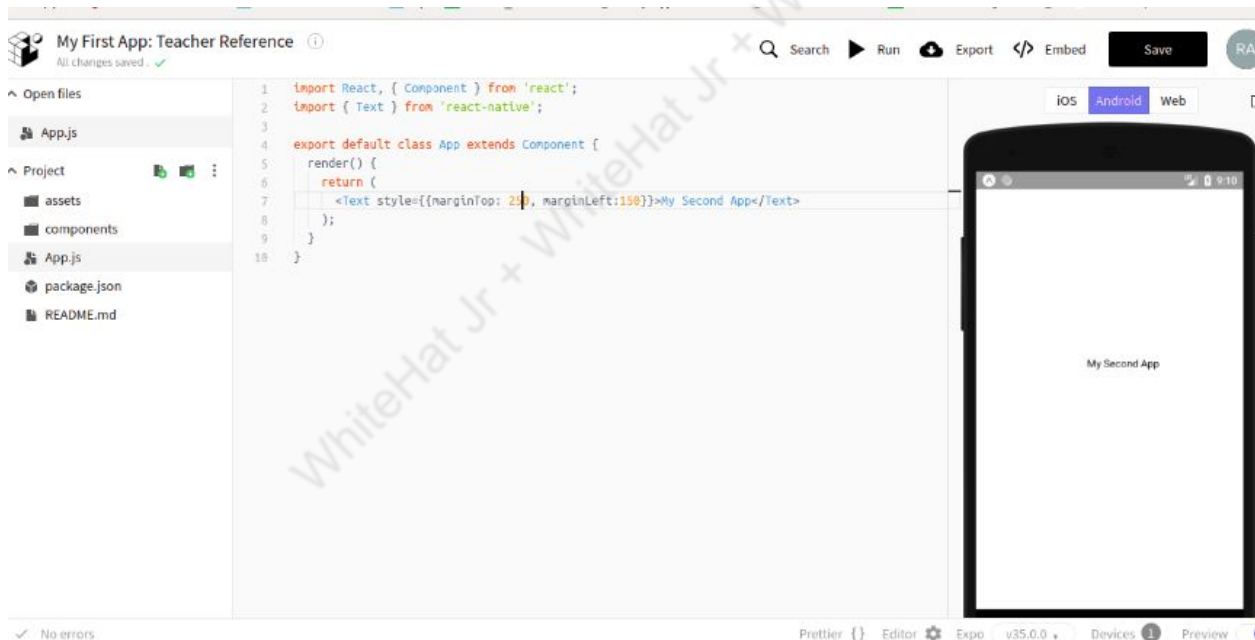 My First App: Teacher Reference
All changes saved.
Search
Run
Export
</> Embed
Save
RA
Open files
App.js
Project
assets
components
App.js
package.json
README.md
1 import React, { Component } from 'react';
2 import { Text } from 'react-native';
3
4 export default class App extends Component {
5 render() {
6 return (
7 <Text style={{marginTop: 250, marginLeft:150}}>My Second App</Text>
8 );
9 }
10 }
iOS
Android
Web
9:10
My Second App
WhiteHat Jr + WhiteHat Jr + W
No errors
Prettier {}
Editor
Expo
v35.0.0
Devices 1
Preview